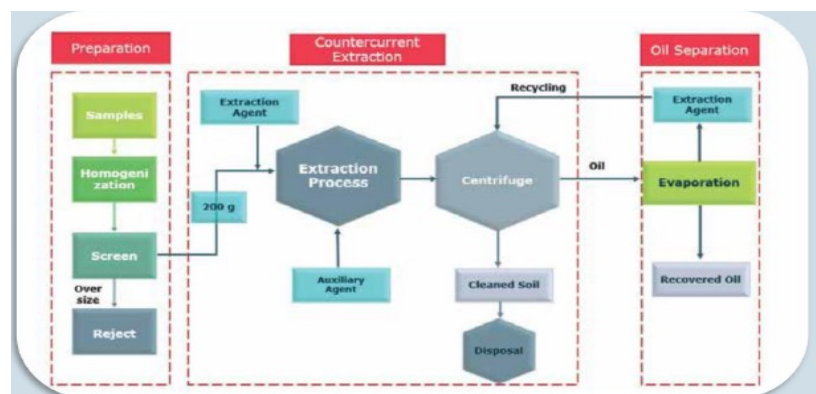 Preparation
Countercurrent
Extraction
Oil Separation
Samples
Homogeni
zation
Screen
Over
size
Reject
Extraction
Agent
200 g
Extraction
Process
Auxiliary
Agent
Recycling
Centrifuge
Cleaned Soil
Disposal
Oil
Extraction
Agent
Evaporation
Recovered Oil